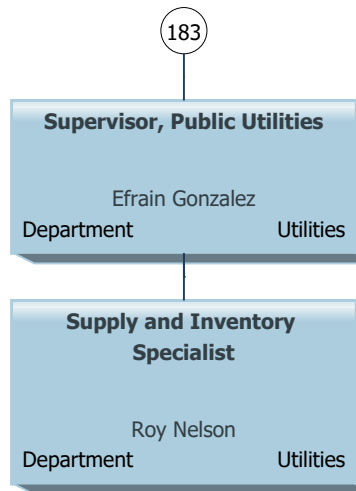 183
Supervisor, Public Utilities
Efrain Gonzalez
Department Utilities
Supply and Inventory
Specialist
Roy Nelson
Department Utilities